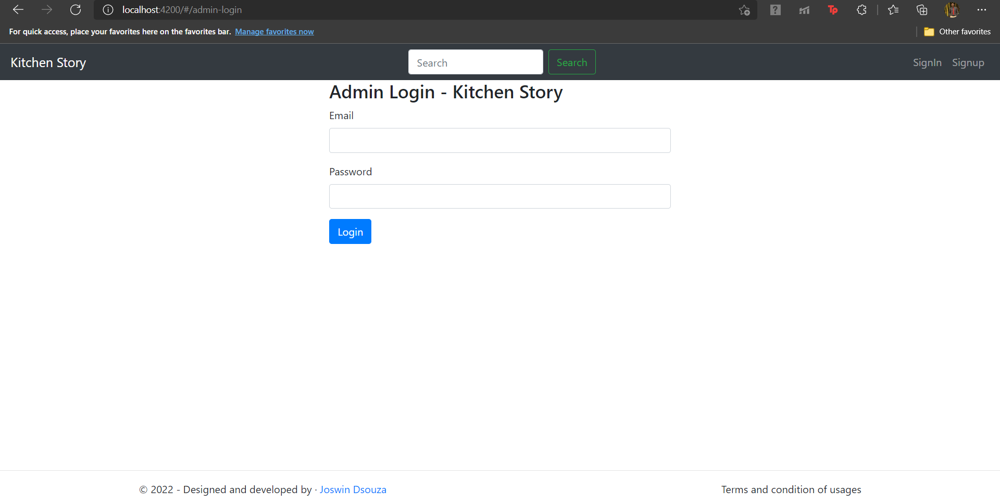 localhost:4200/#/admin-login
For quick access, place your favorites here on the favorites bar. Manage favorites now
Other favorites
Kitchen Story
Search
Search
SignIn
Signup
Admin Login - Kitchen Story
Email
Password
Login
© 2022 - Designed and developed by · Joswin Dsouza
Terms and condition of usages